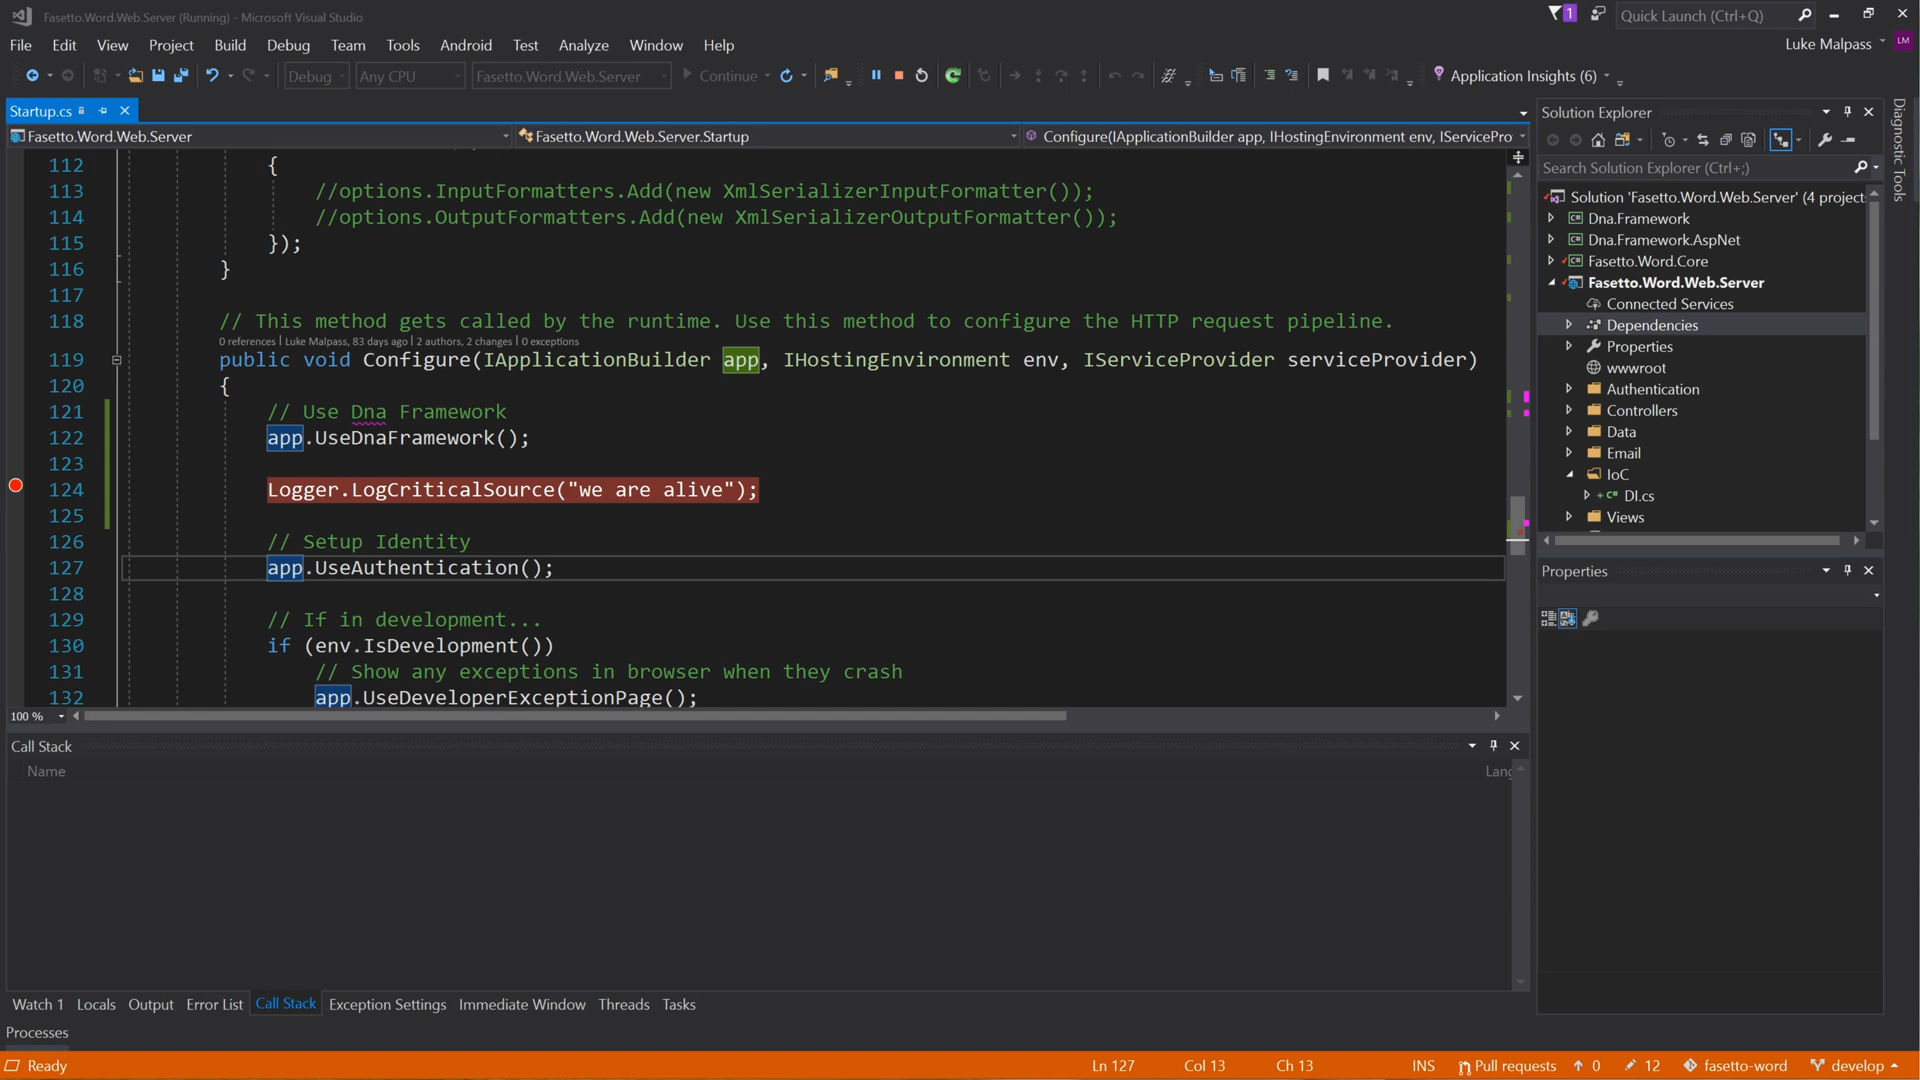 Fasetto.Word.Web.Server (Running) - Microsoft Visual Studio
1
Quick Launch (Ctrl+Q)
File Edit View Project Build Debug Team Tools Android Test Analyze Window Help
Luke Malpass LM
Debug Any CPU Fasetto.Word.Web.Server Continue Application Insights (6)
Startup.cs
Fasetto.Word.Web.Server Fasetto.Word.Web.Server.Startup Configure(IApplicationBuilder app, IHostingEnvironment env, IServicePro
112 {
113 //options.InputFormatters.Add(new XmlSerializerInputFormatter());
114 //options.OutputFormatters.Add(new XmlSerializerOutputFormatter());
115 });
116 }
117
118 // This method gets called by the runtime. Use this method to configure the HTTP request pipeline.
0 references | Luke Malpass, 83 days ago | 2 authors, 2 changes | 0 exceptions
119 public void Configure(IApplicationBuilder app, IHostingEnvironment env, IServiceProvider serviceProvider)
120 {
121 // Use Dna Framework
122 app.UseDnaFramework();
123
124 Logger.LogCriticalSource("we are alive");
125
126 // Setup Identity
127 app.UseAuthentication();
128
129 // If in development...
130 if (env.IsDevelopment())
131 // Show any exceptions in browser when they crash
132 app.UseDeveloperExceptionPage();
100 %
Call Stack
Name Lang
Watch 1 Locals Output Error List Call Stack Exception Settings Immediate Window Threads Tasks
Processes
Solution Explorer
Search Solution Explorer (Ctrl+;)
Solution 'Fasetto.Word.Web.Server' (4 projects
Dna.Framework
Dna.Framework.AspNet
Fasetto.Word.Core
Fasetto.Word.Web.Server
Connected Services
Dependencies
Properties
wwwroot
Authentication
Controllers
Data
Email
IoC
DI.cs
Views
Properties
Diagnostic Tools
Ready Ln 127 Col 13 Ch 13 INS Pull requests 0 12 fasetto-word develop